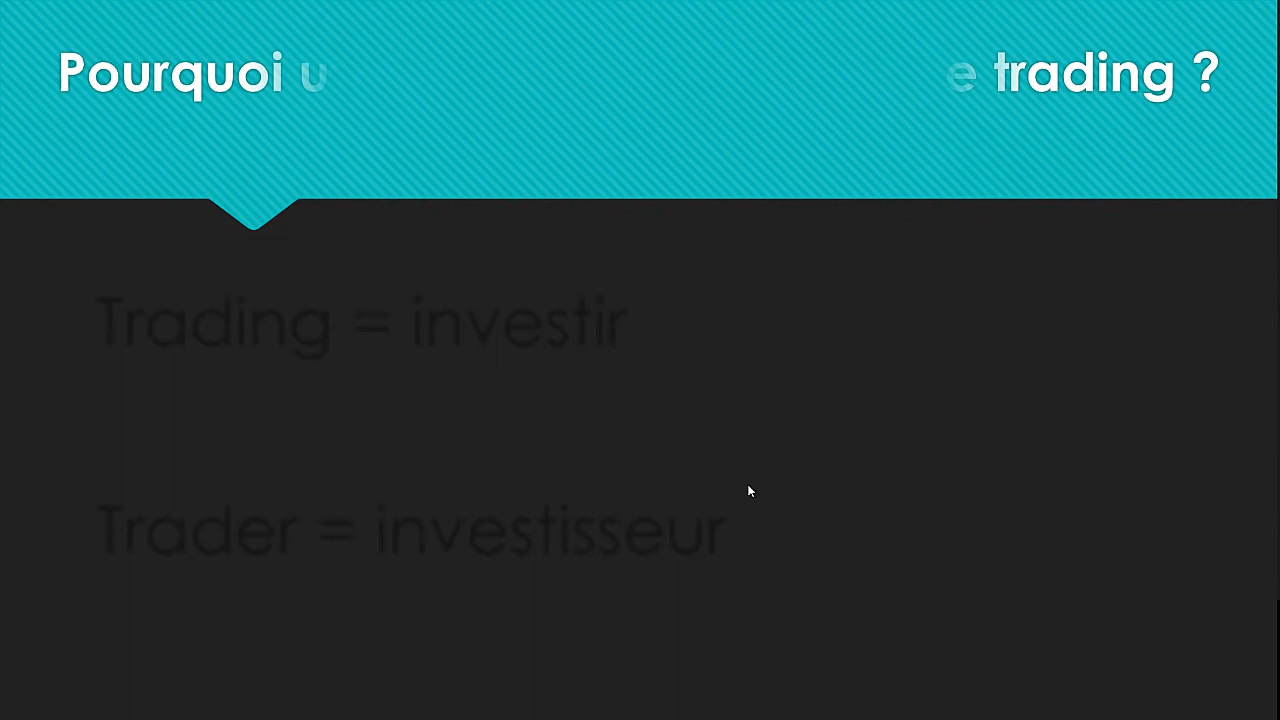 Pourquoi u e trading ?
Trading = investir
Trader = investisseur